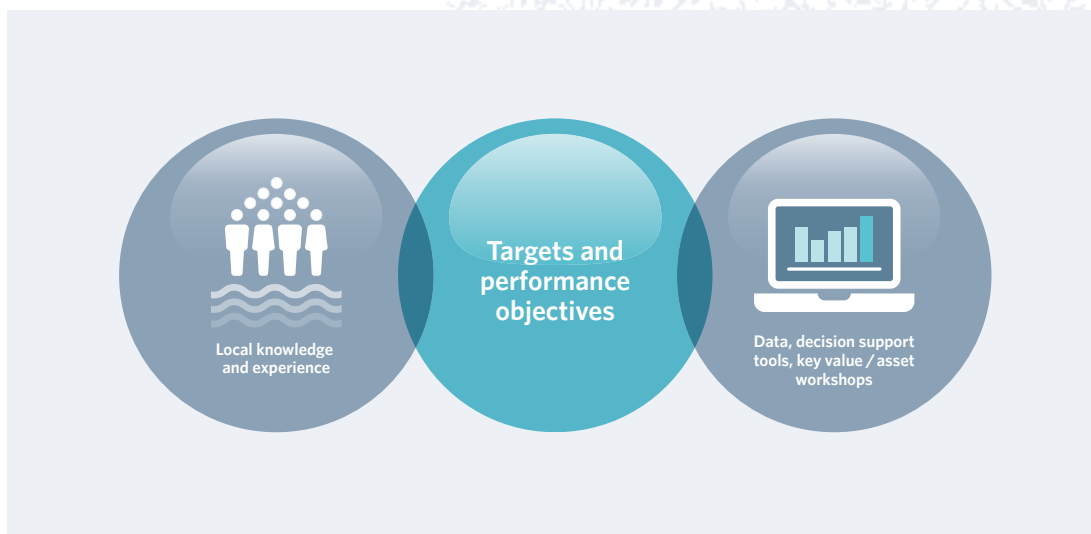 Local knowledge
and experience
Targets and
performance
objectives
Data, decision support
tools, key value / asset
workshops